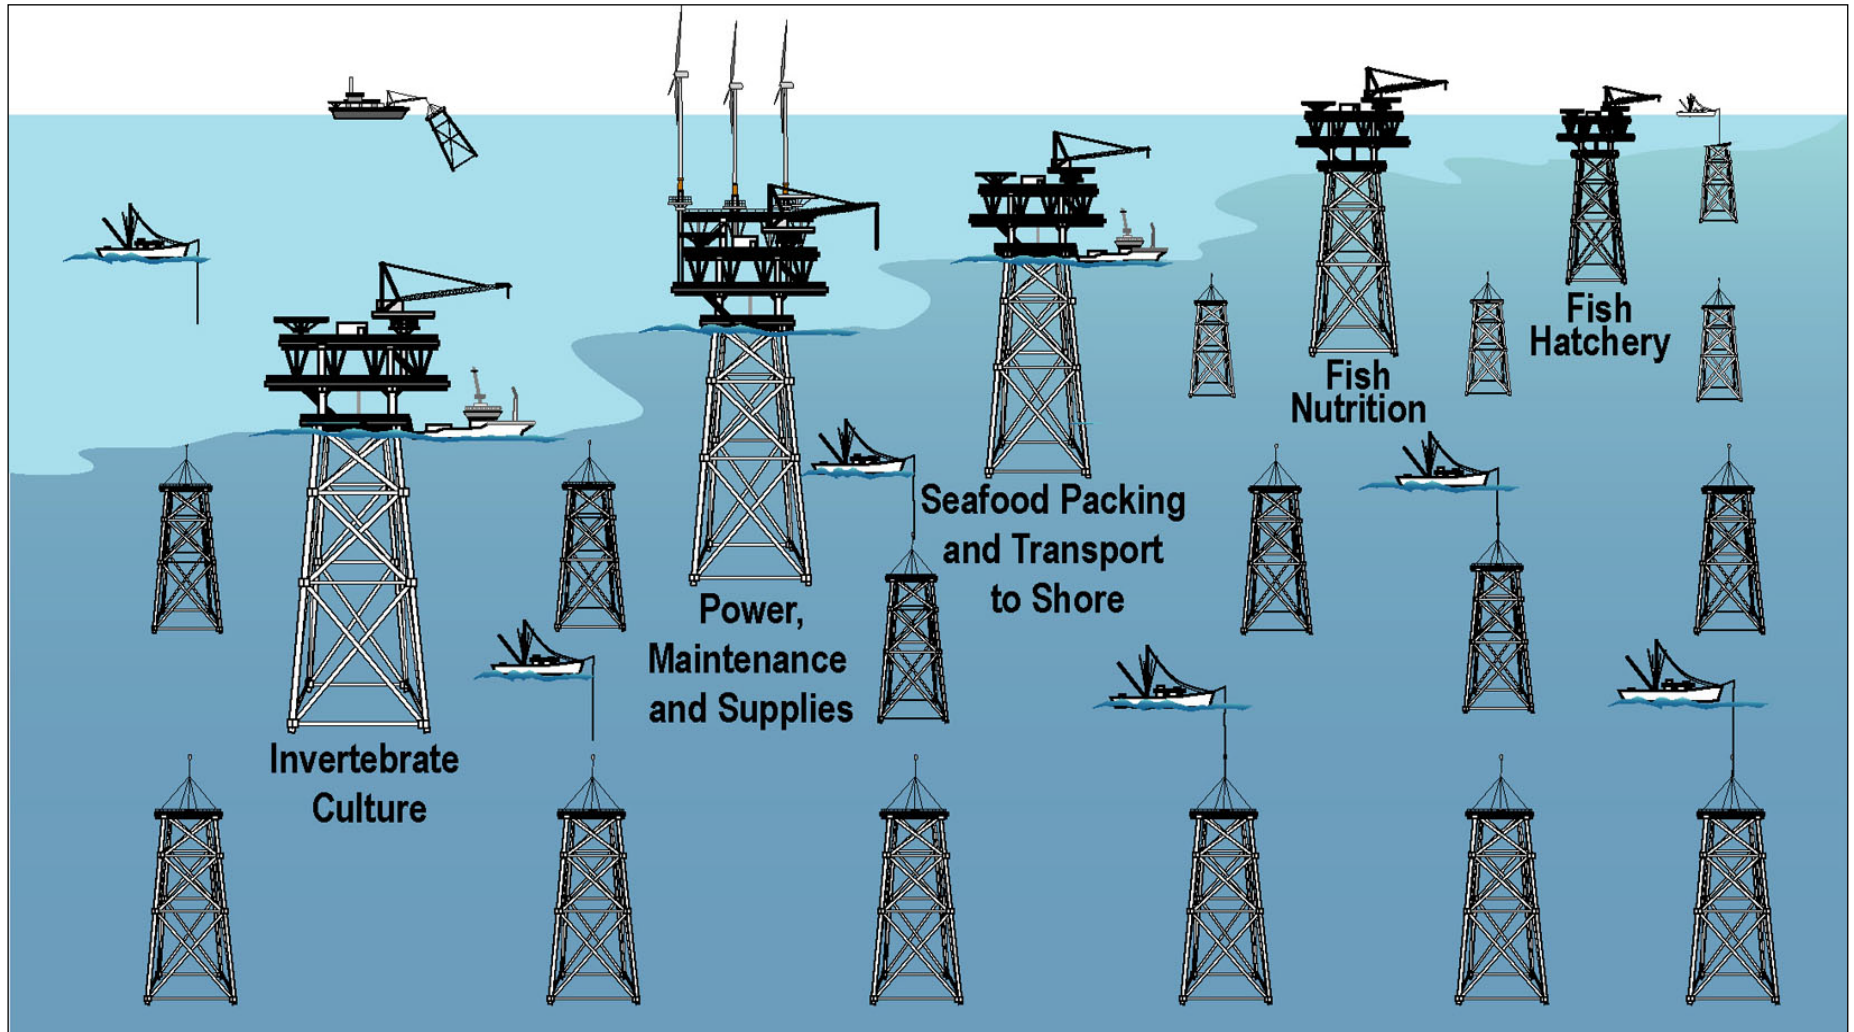 Invertebrate
Culture
Power,
Maintenance
and Supplies
Seafood Packing
and Transport
to Shore
Fish
Nutrition
Fish
Hatchery